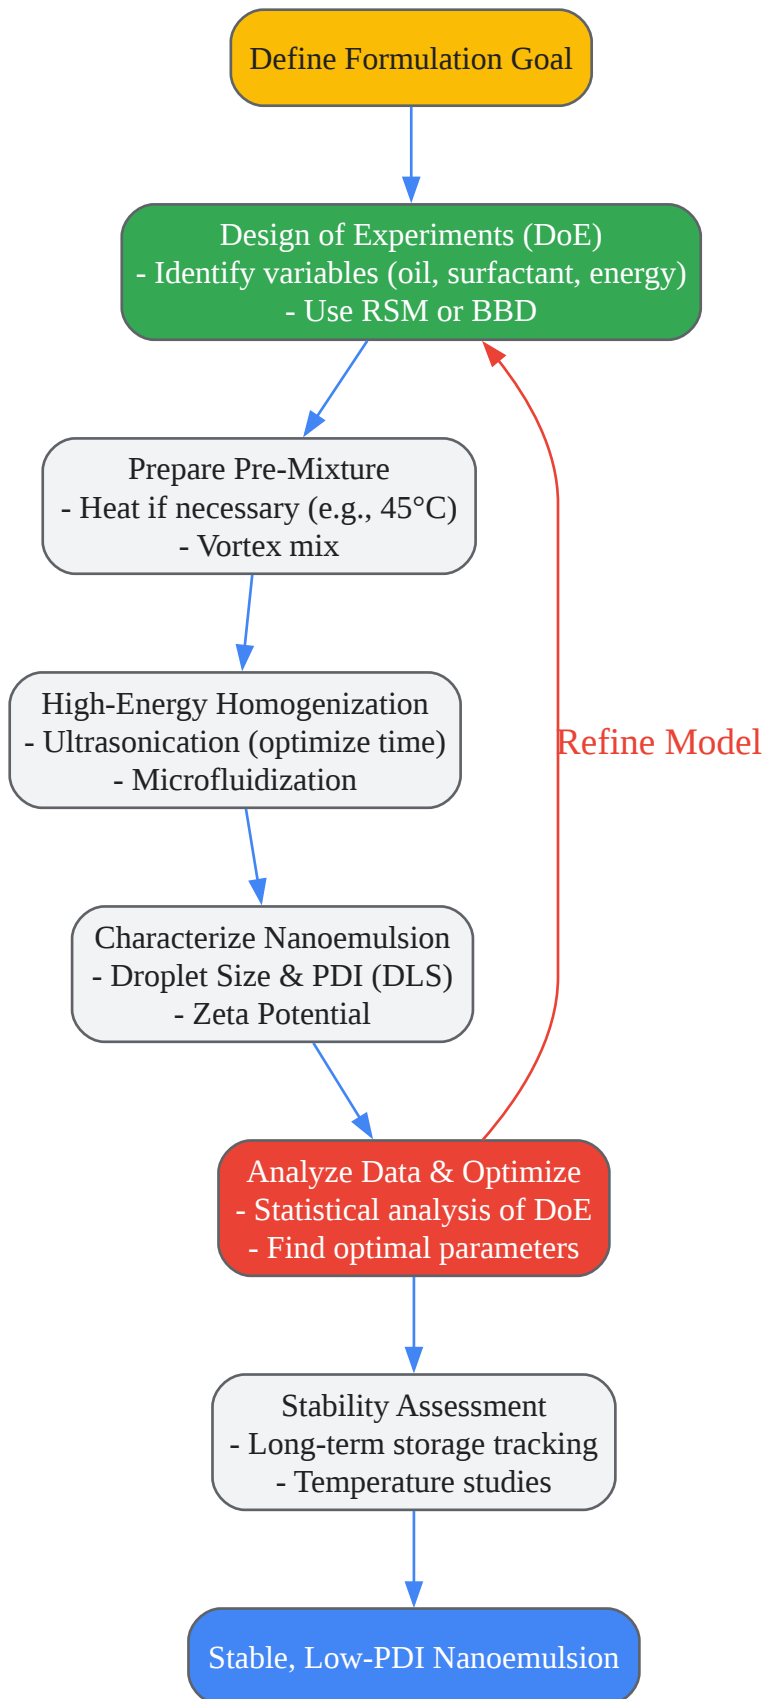 Define Formulation Goal
Design of Experiments (DoE)
- Identify variables (oil, surfactant, energy)
- Use RSM or BBD
Prepare Pre-Mixture
- Heat if necessary (e.g., 45°C)
- Vortex mix
High-Energy Homogenization
- Ultrasonication (optimize time)
- Microfluidization
Refine Model
Characterize Nanoemulsion
- Droplet Size & PDI (DLS)
- Zeta Potential
Analyze Data & Optimize
- Statistical analysis of DoE
- Find optimal parameters
Stability Assessment
- Long-term storage tracking
- Temperature studies
Stable, Low-PDI Nanoemulsion